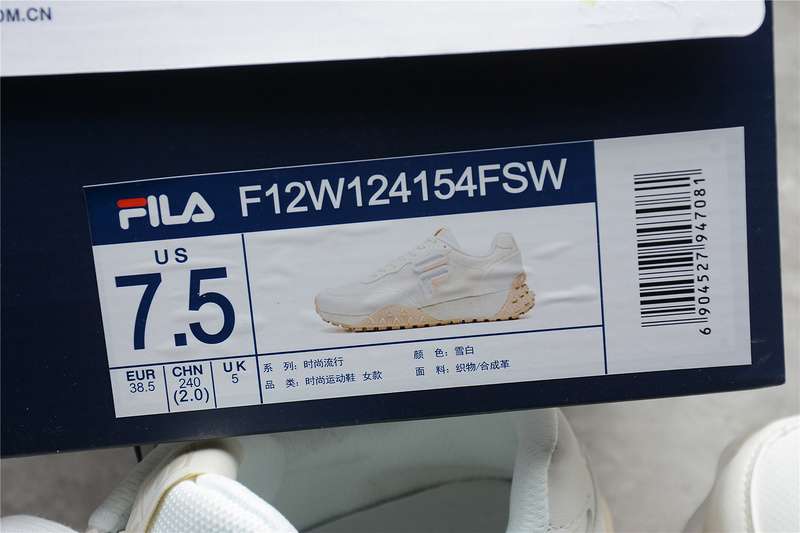 OM.CN
FILA F12W124154FSW
US
7.5
EUR
38.5
CHN
240
(2.0)
UK
5
系 列: 时尚流行
品 类: 时尚运动鞋 女款
颜 色: 雪白
面 料: 织物/合成革
6 904527 947081